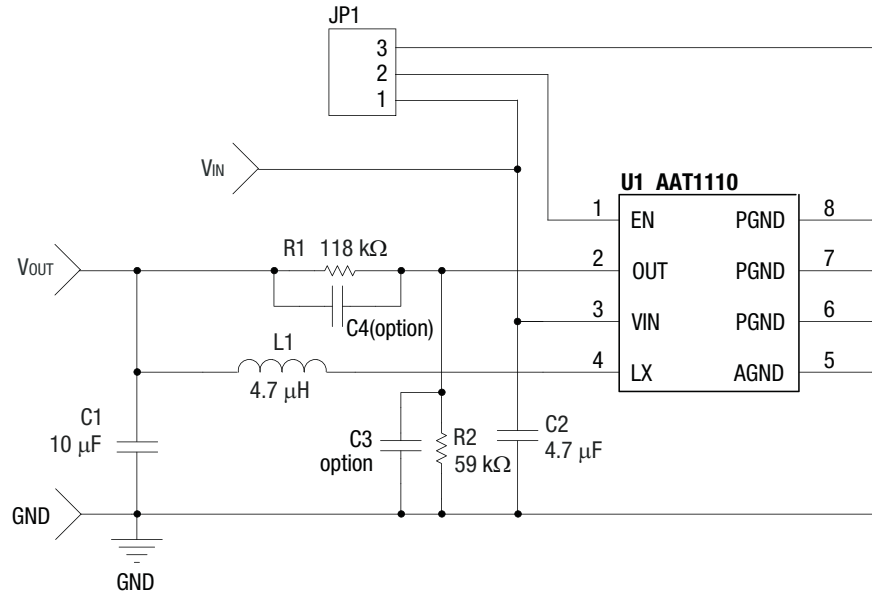 JP1
3
2
1
VIN
U1 AAT1110
1 EN PGND 8
R1 118 kΩ
VOUT
2 OUT PGND 7
C4(option)
3 VIN PGND 6
L1
4.7 μH
4 LX AGND 5
C1
10 μF
C3
option
R2
59 kΩ
C2
4.7 μF
GND
GND